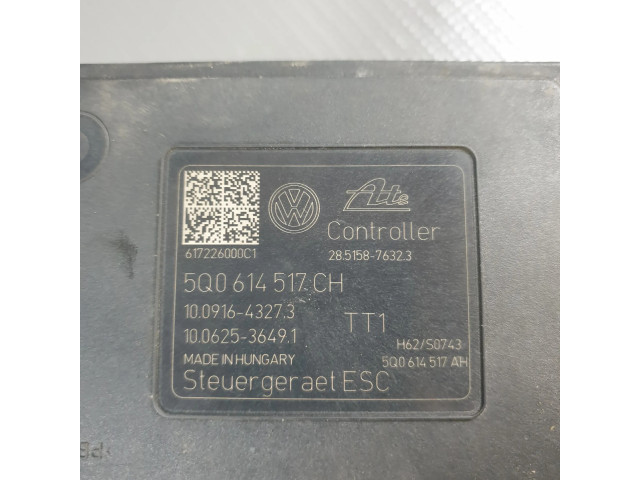 VW
Ate
Controller
617226000C1
28.5158-7632.3
5Q0 614 517 CH
10.0916-4327.3
10.0625-3649.1
TT1
H62/S0743
MADE IN HUNGARY
5Q0 614 517 AH
Steuergeraet ESC